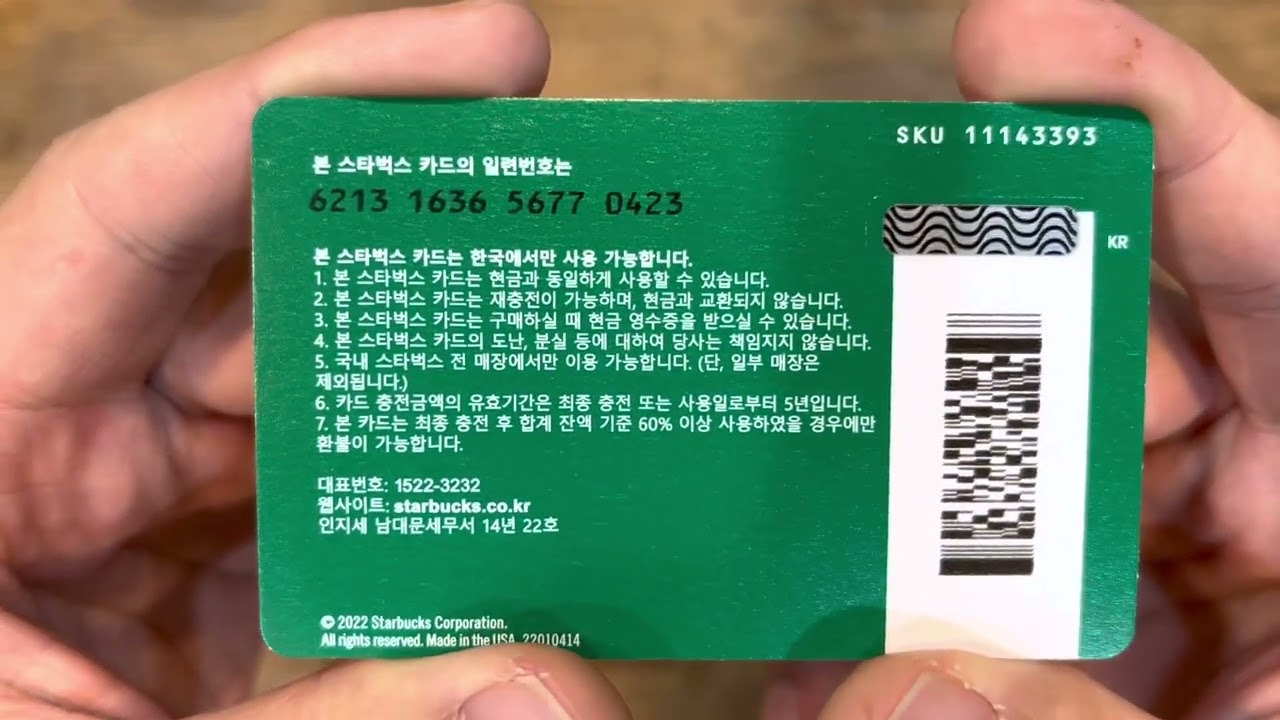 SKU 11143393
본 스타벅스 카드의 일련번호는
6213 1636 5677 0423
KR
본 스타벅스 카드는 한국에서만 사용 가능합니다.
1. 본 스타벅스 카드는 현금과 동일하게 사용할 수 있습니다.
2. 본 스타벅스 카드는 재충전이 가능하며, 현금과 교환되지 않습니다.
3. 본 스타벅스 카드는 구매하실 때 현금 영수증을 받으실 수 있습니다.
4. 본 스타벅스 카드의 도난, 분실 등에 대하여 당사는 책임지지 않습니다.
5. 국내 스타벅스 전 매장에서만 이용 가능합니다. (단, 일부 매장은
제외됩니다.)
6. 카드 충전금액의 유효기간은 최종 충전 또는 사용일로부터 5년입니다.
7. 본 카드는 최종 충전 후 합계 잔액 기준 60% 이상 사용하였을 경우에만
환불이 가능합니다.
대표번호: 1522-3232
웹사이트: starbucks.co.kr
인지세 남대문세무서 14년 22호
© 2022 Starbucks Corporation.
All rights reserved. Made in the USA 22010414